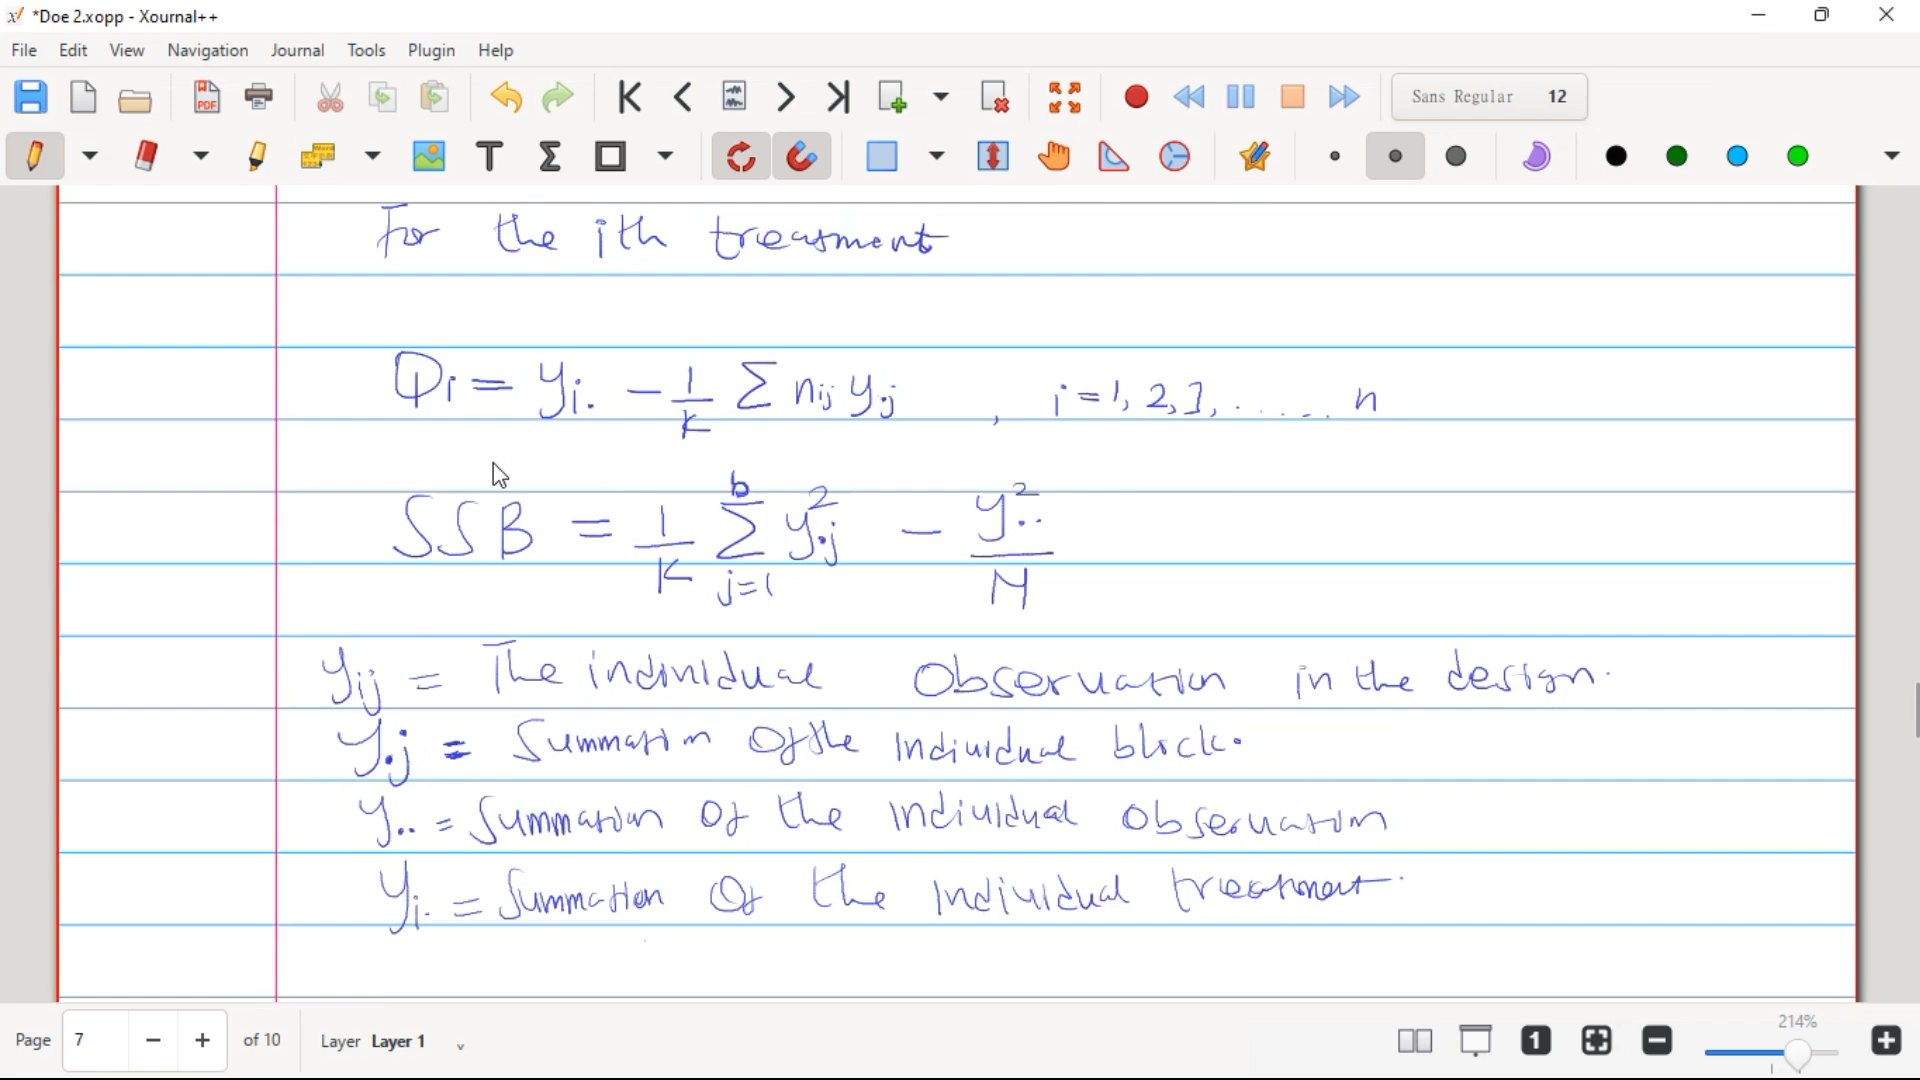 *Doe 2.xopp - Xournal++
File Edit View Navigation Journal Tools Plugin Help
Sans Regular 12
For the ith treatment
Qi = yi. - 1/K Σ nij y.j , i = 1, 2, 3, ...... n
SSB = 1/K Σ_{j=1}^{b} y.j² - y..²/N
yij = The individual Observation in the design.
y.j = Summation Of the individual block.
y.. = Summation Of the individual Observation
yi. = Summation Of the individual treatment.
Page 7 of 10 Layer Layer 1 214%